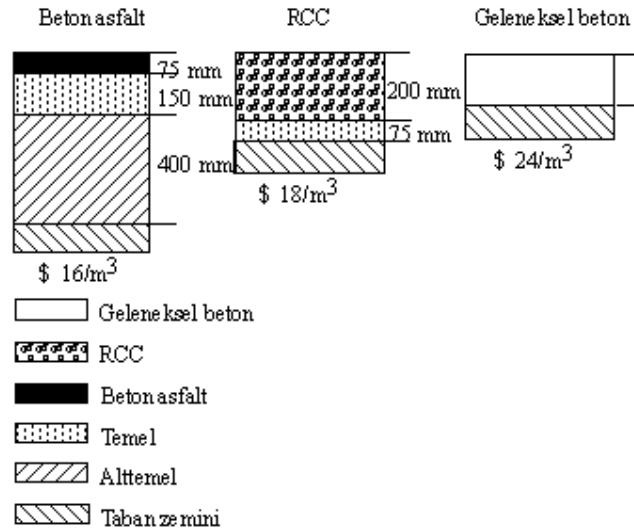 Beton asfalt
RCC
Geleneksel beton
75 mm
150 mm
400 mm
200 mm
75 mm
$ 16/m³
$ 18/m³
$ 24/m³
Geleneksel beton
RCC
Beton asfalt
Temel
Alttemel
Taban zemini